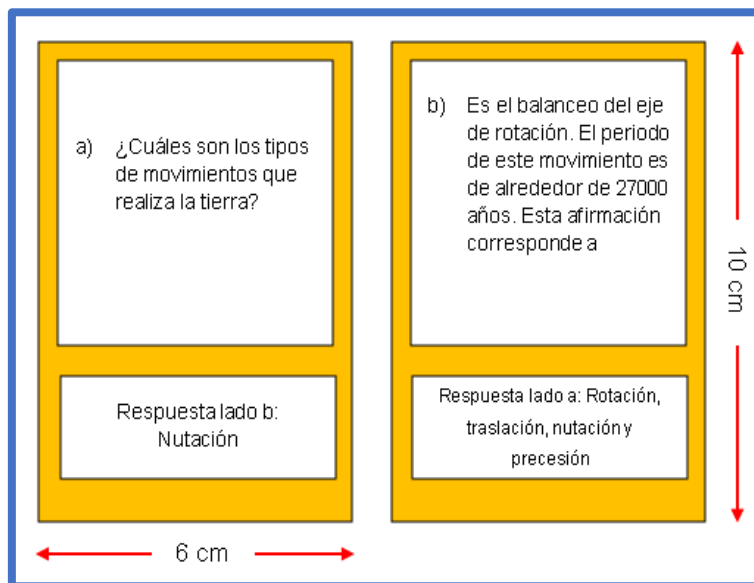 a) ¿Cuáles son los tipos
de movimientos que
realiza la tierra?
Respuesta lado b:
Nutación
b) Es el balanceo del eje
de rotación. El periodo
de este movimiento es
de alrededor de 27000
años. Esta afirmación
corresponde a
Respuesta lado a: Rotación,
traslación, nutación y
precesión
10 cm
6 cm